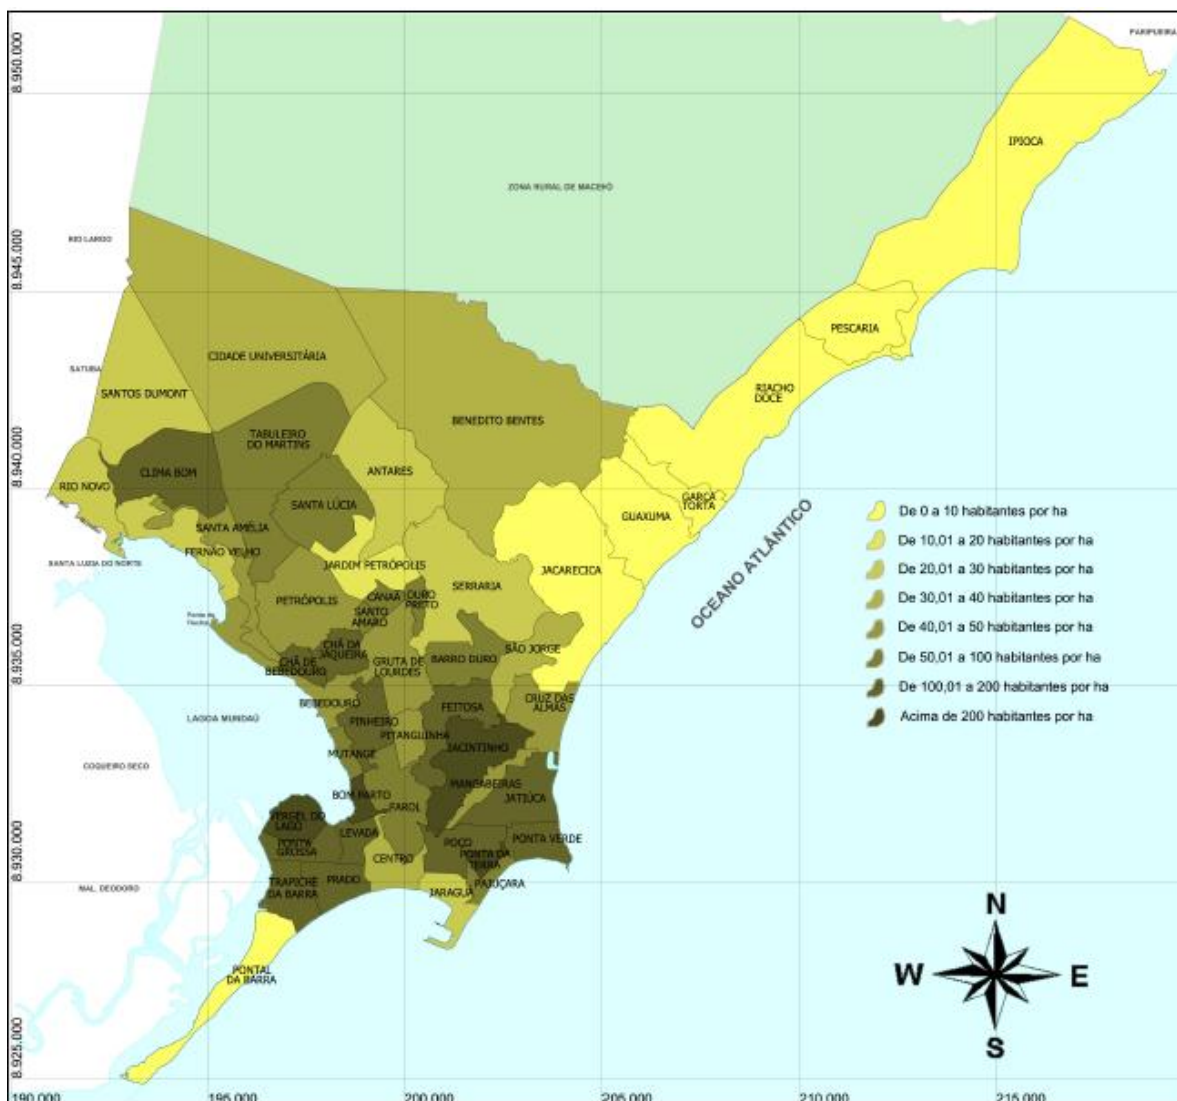 8.950.000
PARIPUEIRA
IPIOCA
ZONA RURAL DE MACEIÓ
RIO LARGO
8.945.000
PESCARIA
CIDADE UNIVERSITÁRIA
SATUBA
RIACHO
DOCE
SANTOS DUMONT
BENEDITO BENTES
TABULEIRO
DO MARTINS
8.940.000
CLIMA BOM
ANTARES
RIO NOVO
SANTA LÚCIA
GARÇA
TORTA
GUAXUMA
SANTA AMÉLIA
FERNÃO VELHO
SANTA LUZIA DO NORTE
JARDIM PETRÓPOLIS
JACARECICA
SERRARIA
PETRÓPOLIS
CANAÃ
OURO
PRETO
SANTO
AMARO
OCEANO ATLÂNTICO
De 0 a 10 habitantes por ha
De 10,01 a 20 habitantes por ha
De 20,01 a 30 habitantes por ha
De 30,01 a 40 habitantes por ha
De 40,01 a 50 habitantes por ha
De 50,01 a 100 habitantes por ha
De 100,01 a 200 habitantes por ha
Acima de 200 habitantes por ha
8.935.000
CHÃ DA
JAQUEIRA
SÃO JORGE
CHÃ DE
BEBEDOURO
GRUTA DE
LOURDES
BARRO DURO
BEBEDOURO
FEITOSA
CRUZ DAS
ALMAS
LAGOA MUNDAÚ
PINHEIRO
PITANGUINHA
MUTANGE
JACINTINHO
COQUEIRO SECO
MANGABEIRAS
BOM PARTO
JATIÚCA
FAROL
VERGEL DO
LAGO
LEVADA
PONTA VERDE
PONTA
GROSSA
POÇO
8.930.000
CENTRO
PONTA DA
TERRA
MAL. DEODORO
TRAPICHE
DA BARRA
PRADO
PAJUÇARA
JARAGUÁ
PONTAL
DA BARRA
N
W
E
S
8.925.000
190.000
195.000
200.000
205.000
210.000
215.000